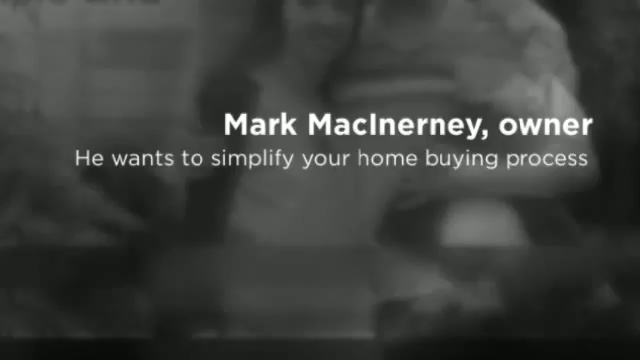 Mark MacInerney, owner
He wants to simplify your home buying process